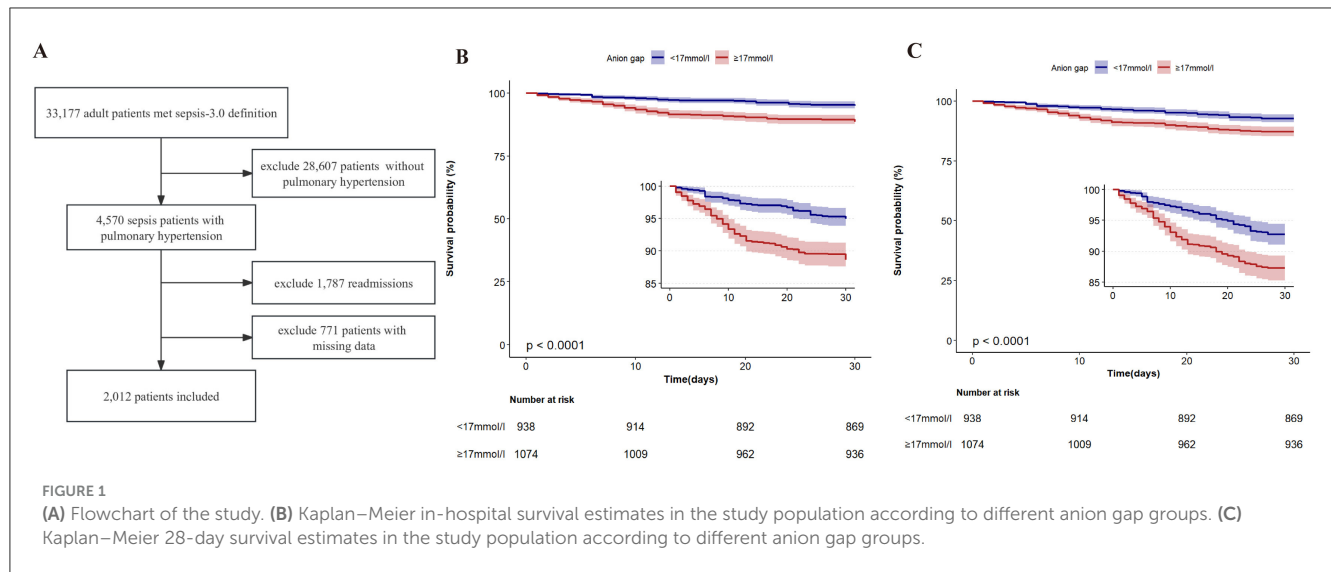 A
33,177 adult patients met sepsis-3.0 definition
exclude 28,607 patients without
pulmonary hypertension
4,570 sepsis patients with
pulmonary hypertension
exclude 1,787 readmissions
exclude 771 patients with
missing data
2,012 patients included
B
Anion gap <17mmol/l ≥17mmol/l
Survival probability (%)
100
75
50
25
0
100
95
90
85
0 10 20 30
p < 0.0001
0 10 20 30
Time(days)
Number at risk
<17mmol/l 938 914 892 869
≥17mmol/l 1074 1009 962 936
C
Anion gap <17mmol/l ≥17mmol/l
Survival probability (%)
100
75
50
25
0
100
95
90
85
0 10 20 30
p < 0.0001
0 10 20 30
Time(days)
Number at risk
<17mmol/l 938 914 892 869
≥17mmol/l 1074 1009 962 936
FIGURE 1
(A) Flowchart of the study. (B) Kaplan–Meier in-hospital survival estimates in the study population according to different anion gap groups. (C)
Kaplan–Meier 28-day survival estimates in the study population according to different anion gap groups.